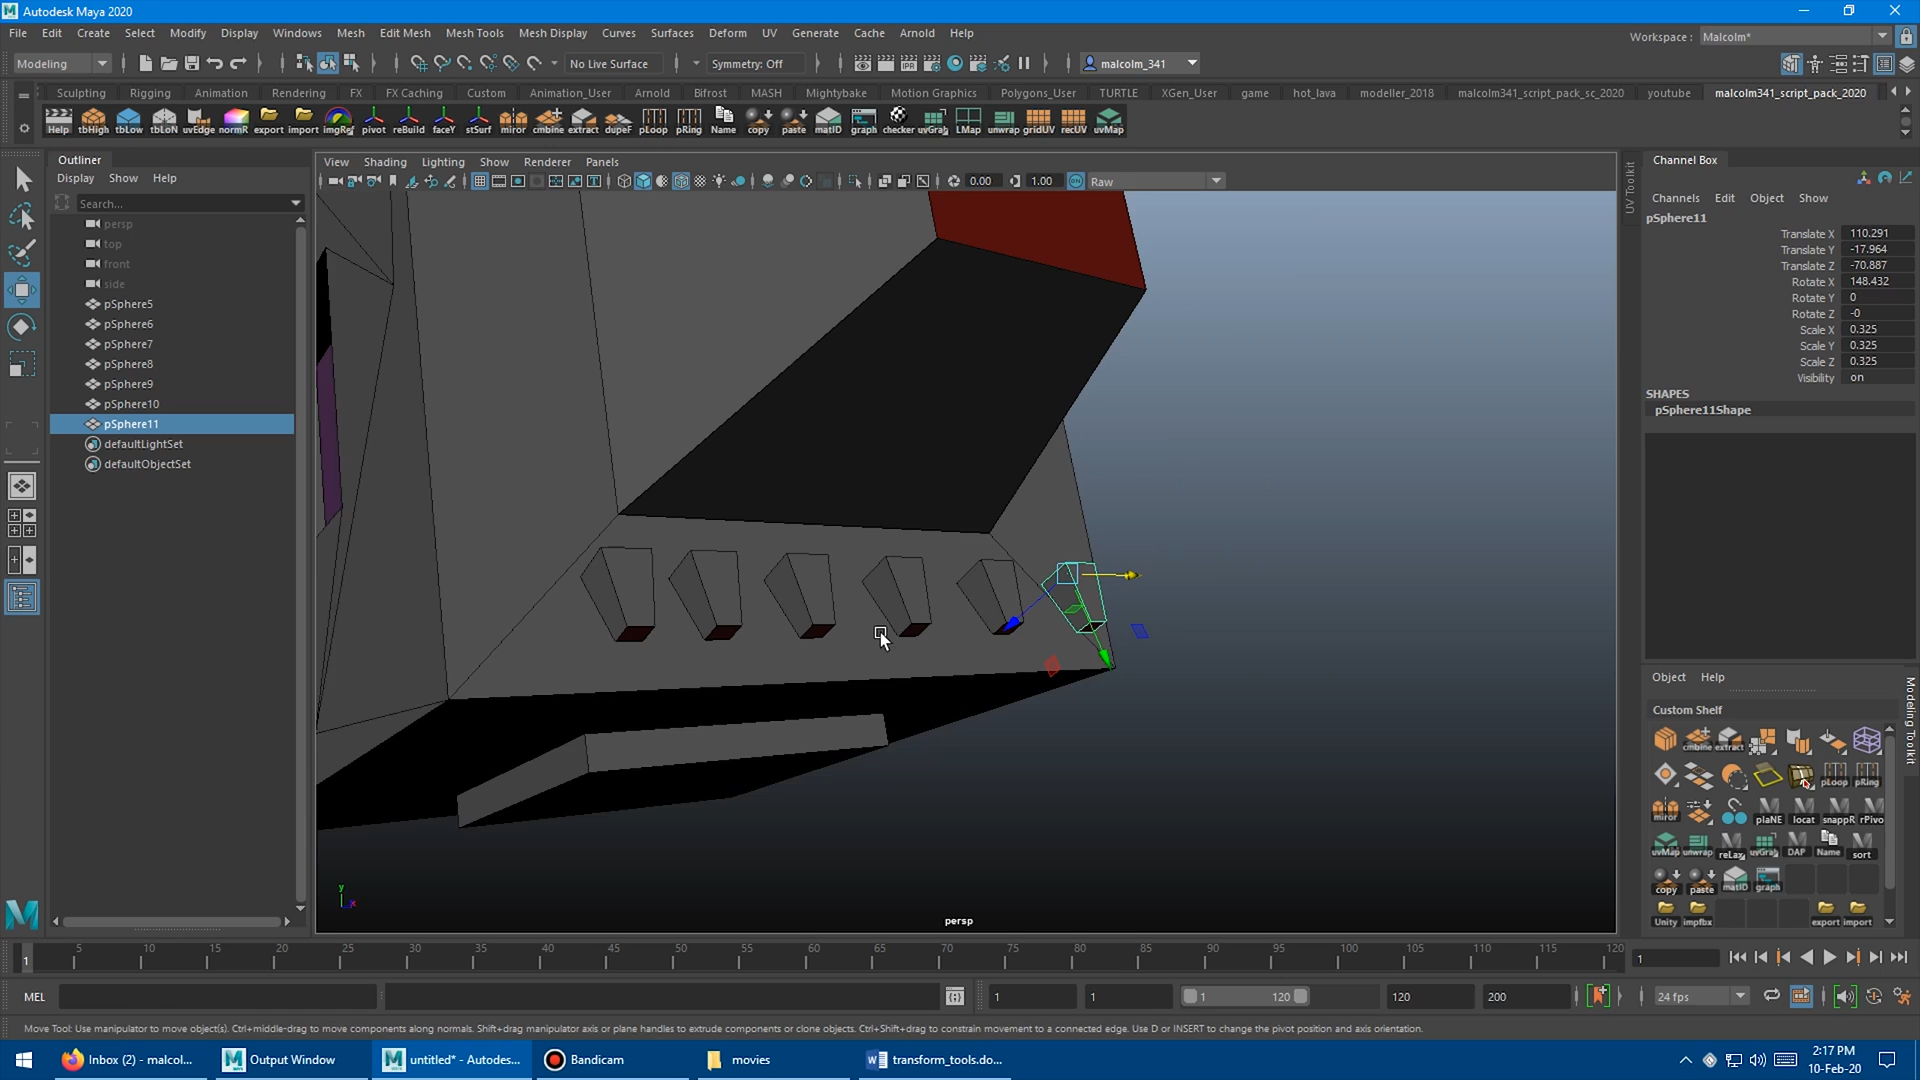 Autodesk Maya 2020
File Edit Create Select Modify Display Windows Mesh Edit Mesh Mesh Tools Mesh Display Curves Surfaces Deform UV Generate Cache Arnold Help
Workspace : Malcolm*
Modeling No Live Surface Symmetry: Off malcolm_341
Sculpting Rigging Animation Rendering FX FX Caching Custom Animation_User Arnold Bifrost MASH Mightybake Motion Graphics Polygons_User TURTLE XGen_User game hot_lava modeller_2018 malcolm341_script_pack_sc_2020 youtube malcolm341_script_pack_2020
Help tbHigh tbLow tbLoN uvEdge normR export import imgRef pivot reBuild faceY stSurf miror cmbine extract dupeF pLoop pRing Name copy paste matID graph checker uvGrab LMap unwrap gridUV recUV uvMap
Outliner
Display Show Help
Search...
persp
top
front
side
pSphere5
pSphere6
pSphere7
pSphere8
pSphere9
pSphere10
pSphere11
defaultLightSet
defaultObjectSet
View Shading Lighting Show Renderer Panels
0.00 1.00 Raw
y
x
persp
UV Toolkit
Channel Box
Channels Edit Object Show
pSphere11
Translate X 110.291
Translate Y -17.964
Translate Z -70.887
Rotate X 148.432
Rotate Y 0
Rotate Z -0
Scale X 0.325
Scale Y 0.325
Scale Z 0.325
Visibility on
SHAPES
pSphere11Shape
Object Help
Modeling Toolkit
Custom Shelf
cmbine extract
pLoop pRing
miror plaNE locat snappR rPivo
uvMap unwrap reLax uvGrab DAP Name sort
copy paste matID graph
Unity impfbx export import
5 10 15 20 25 30 35 40 45 50 55 60 65 70 75 80 85 90 95 100 105 110 115 120
1 1
MEL 1 1 1 120 120 200 24 fps
Move Tool: Use manipulator to move object(s). Ctrl+middle-drag to move components along normals. Shift+drag manipulator axis or plane handles to extrude components or clone objects. Ctrl+Shift+drag to constrain movement to a connected edge. Use D or INSERT to change the pivot position and axis orientation.
Inbox (2) - malcol... Output Window untitled* - Autodes... Bandicam movies transform_tools.do... 2:17 PM
10-Feb-20